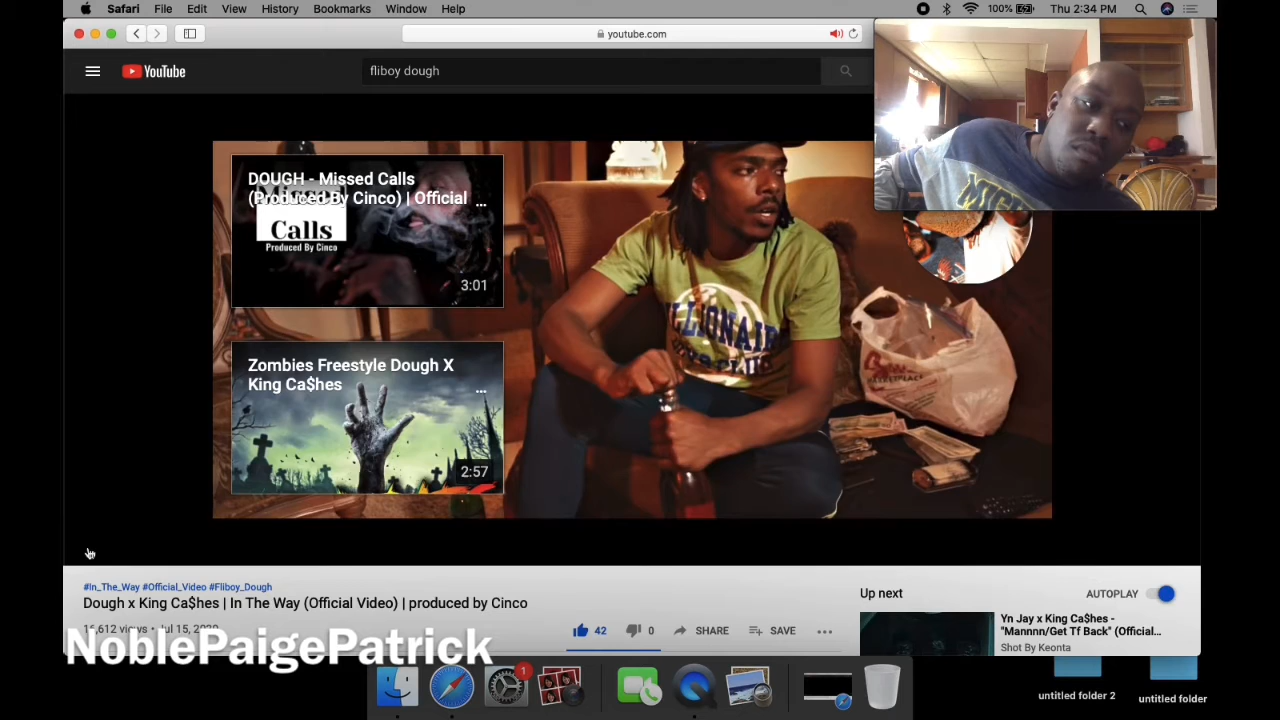 Safari File Edit View History Bookmarks Window Help 100% Thu 2:34 PM
youtube.com
YouTube fliboy dough
DOUGH - Missed Calls
(Produced By Cinco) | Official ...
Calls
Produced By Cinco
3:01
Zombies Freestyle Dough X
King Ca$hes ...
2:57
#In_The_Way #Official_Video #Fliboy_Dough
Dough x King Ca$hes | In The Way (Official Video) | produced by Cinco
42 0 SHARE SAVE
Up next AUTOPLAY
Yn Jay x King Ca$hes -
"Mannnn/Get Tf Back" (Official...
Shot By Keonta
NoblePaigePatrick
1
untitled folder 2
untitled folder